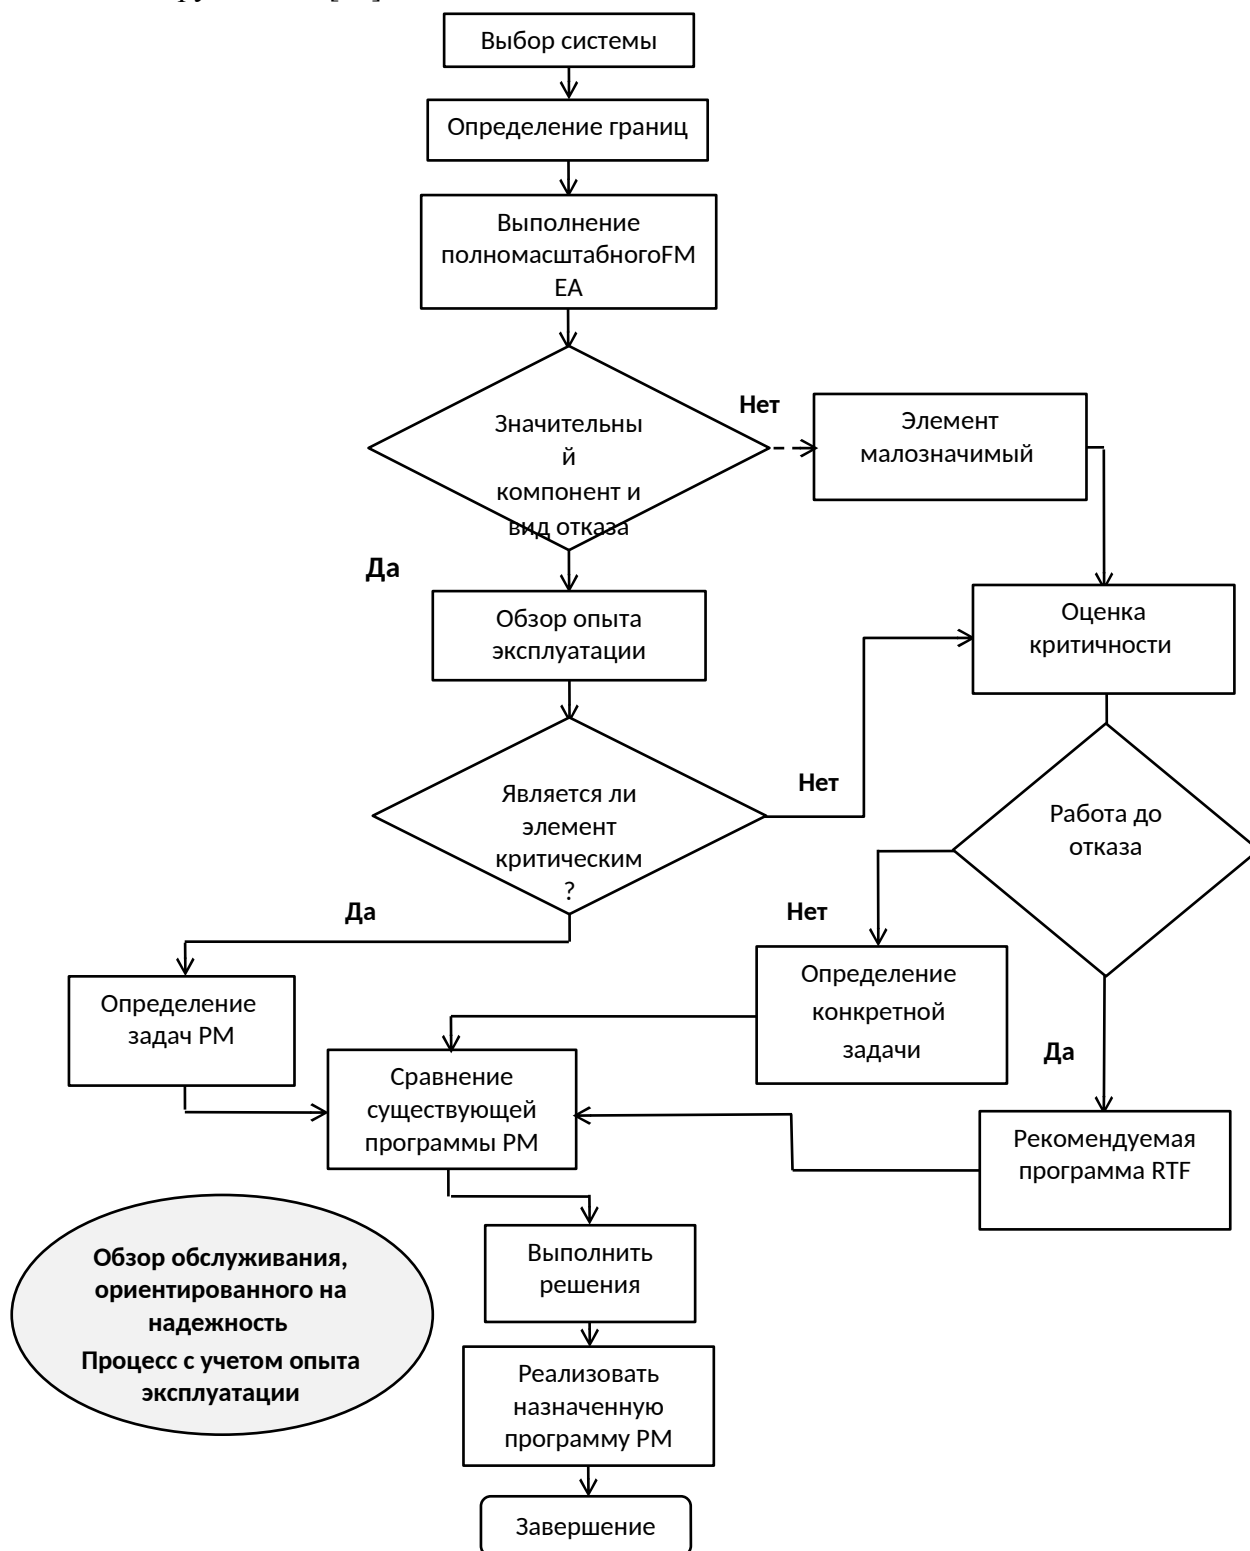 Выбор системы
Определение границ
Выполнение
полномасштабногоFM
EA
Значительны
й
компонент и
вид отказа
Нет
Элемент
малозначимый
Да
Обзор опыта
эксплуатации
Оценка
критичности
Является ли
элемент
критическим
?
Нет
Работа до
отказа
Да
Нет
Определение
задач PM
Определение
конкретной
задачи
Да
Сравнение
существующей
программы PM
Рекомендуемая
программа RTF
Обзор обслуживания,
ориентированного на
надежность
Процесс с учетом опыта
эксплуатации
Выполнить
решения
Реализовать
назначенную
программу PM
Завершение